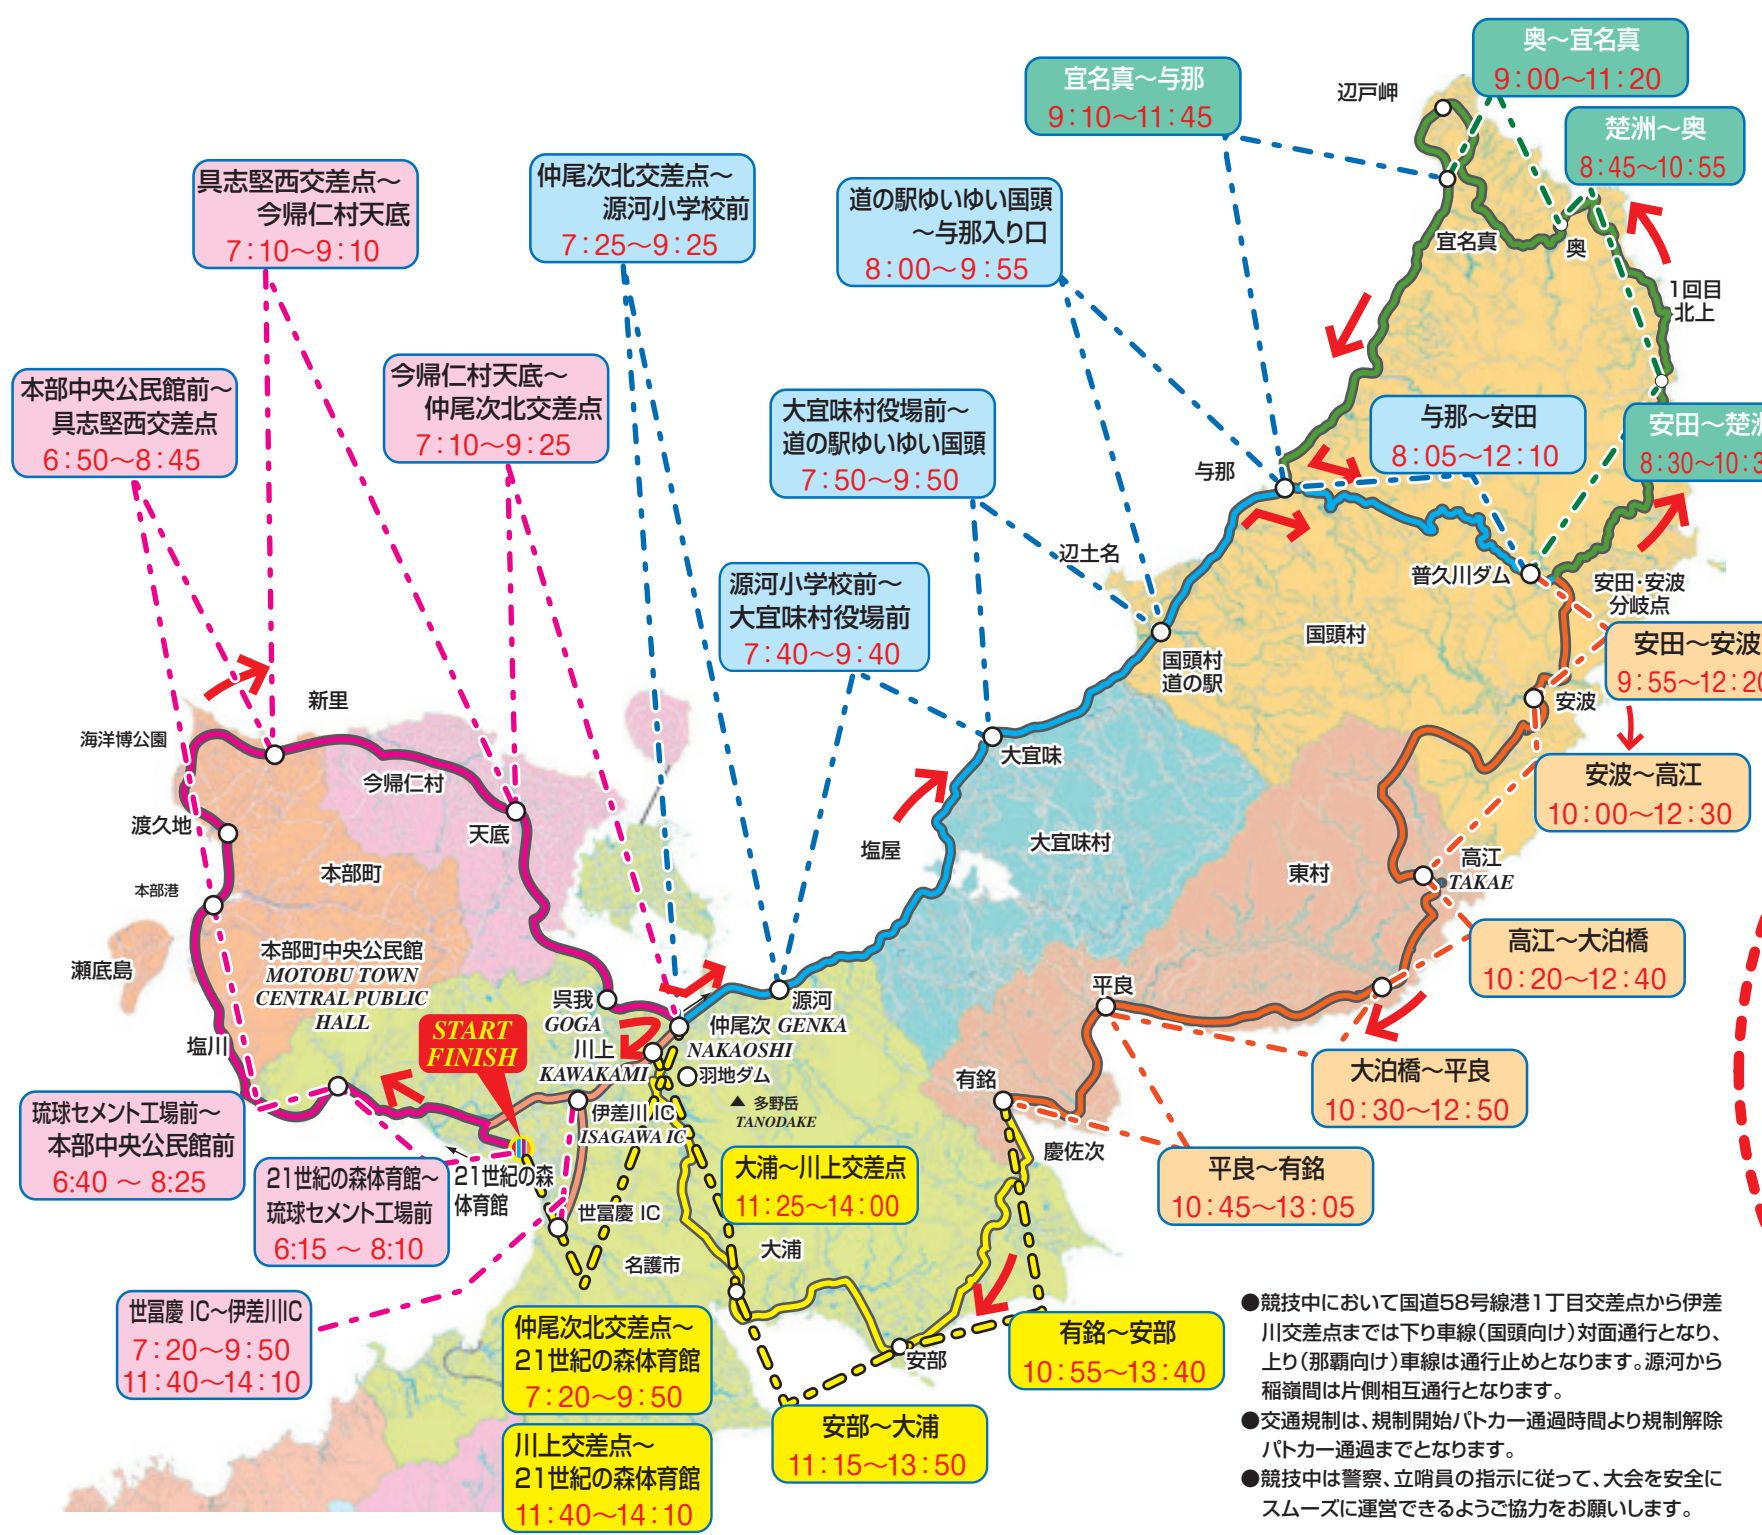 奥〜宜名真
9:00〜11:20
宜名真〜与那
9:10〜11:45
辺戸岬
楚洲〜奥
8:45〜10:55
具志堅西交差点〜
今帰仁村天底
7:10〜9:10
仲尾次北交差点〜
源河小学校前
7:25〜9:25
道の駅ゆいゆい国頭
〜与那入り口
8:00〜9:55
宜名真
奥
1回目
北上
本部中央公民館前〜
具志堅西交差点
6:50〜8:45
今帰仁村天底〜
仲尾次北交差点
7:10〜9:25
大宜味村役場前〜
道の駅ゆいゆい国頭
7:50〜9:50
与那〜安田
8:05〜12:10
安田〜楚
8:30〜10:3
与那
辺土名
源河小学校前〜
大宜味村役場前
7:40〜9:40
普久川ダム
安田・安波
分岐点
国頭村
安田〜安波
9:55〜12:20
国頭村
道の駅
安波
新里
海洋博公園
今帰仁村
大宜味
安波〜高江
10:00〜12:30
渡久地
天底
塩屋
大宜味村
東村
高江
TAKAE
本部町
本部港
高江〜大泊橋
10:20〜12:40
瀬底島
本部町中央公民館
MOTOBU TOWN
CENTRAL PUBLIC
HALL
平良
呉我
GOGA
源河
GENKA
仲尾次
NAKAOSHI
START
FINISH
川上
KAWAKAMI
塩川
羽地ダム
有銘
大泊橋〜平良
10:30〜12:50
琉球セメント工場前〜
本部中央公民館前
6:40 〜 8:25
伊差川 IC
ISAGAWA IC
▲ 多野岳
TANODAKE
慶佐次
21世紀の森体育館〜
琉球セメント工場前
6:15 〜 8:10
21世紀の森
体育館
大浦〜川上交差点
11:25〜14:00
平良〜有銘
10:45〜13:05
世冨慶 IC
名護市
大浦
世冨慶 IC〜伊差川IC
7:20〜9:50
11:40〜14:10
仲尾次北交差点〜
21世紀の森体育館
7:20〜9:50
安部
有銘〜安部
10:55〜13:40
川上交差点〜
21世紀の森体育館
11:40〜14:10
安部〜大浦
11:15〜13:50
●競技中において国道58号線港1丁目交差点から伊差
川交差点までは下り車線(国頭向け)対面通行となり、
上り(那覇向け)車線は通行止めとなります。源河から
稲嶺間は片側相互通行となります。
●交通規制は、規制開始パトカー通過時間より規制解除
パトカー通過までとなります。
●競技中は警察、立哨員の指示に従って、大会を安全に
スムーズに運営できるようご協力をお願いします。